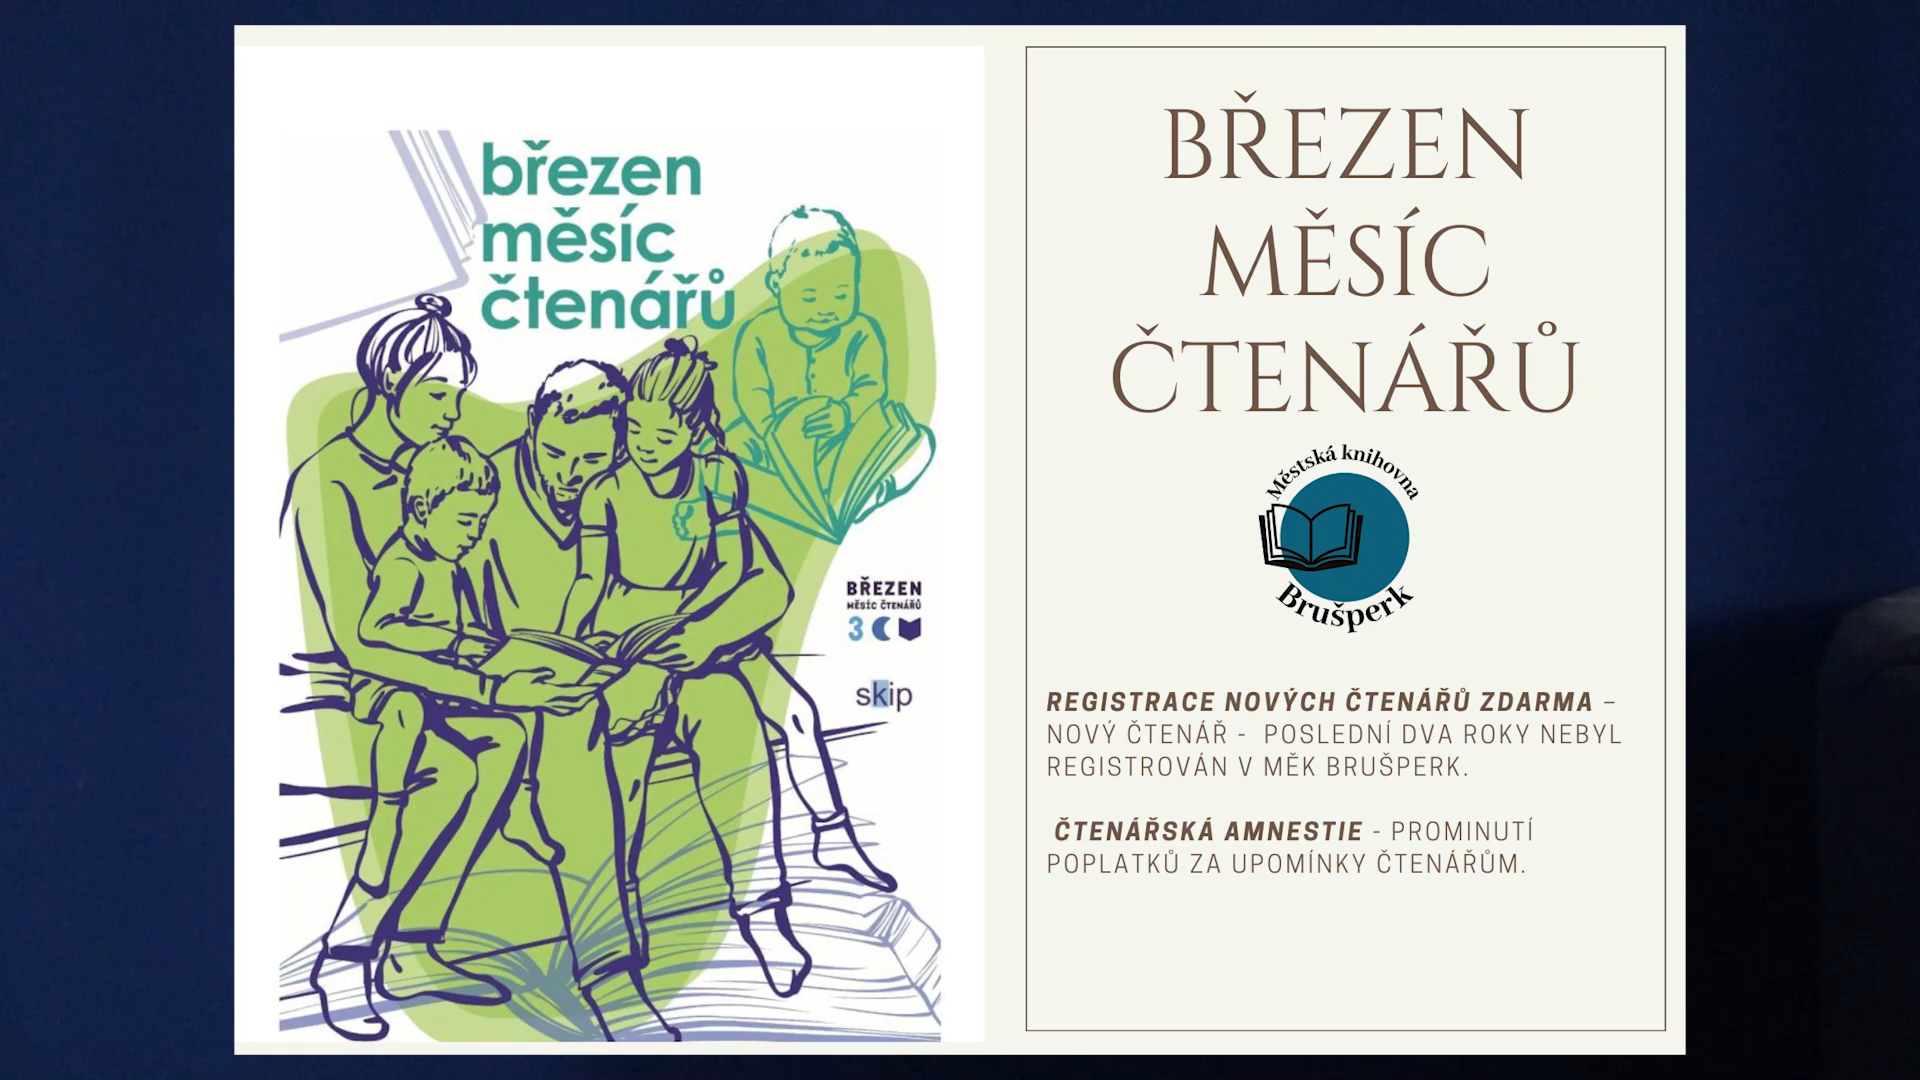 březen
měsíc
čtenářů
BŘEZEN
MĚSÍC ČTENÁŘŮ
3
skip
BŘEZEN
MĚSÍC
ČTENÁŘŮ
Městská knihovna
Brušperk
REGISTRACE NOVÝCH ČTENÁŘŮ ZDARMA –
NOVÝ ČTENÁŘ - POSLEDNÍ DVA ROKY NEBYL
REGISTROVÁN V MĚK BRUŠPERK.
ČTENÁŘSKÁ AMNESTIE - PROMINUTÍ
POPLATKŮ ZA UPOMÍNKY ČTENÁŘŮM.